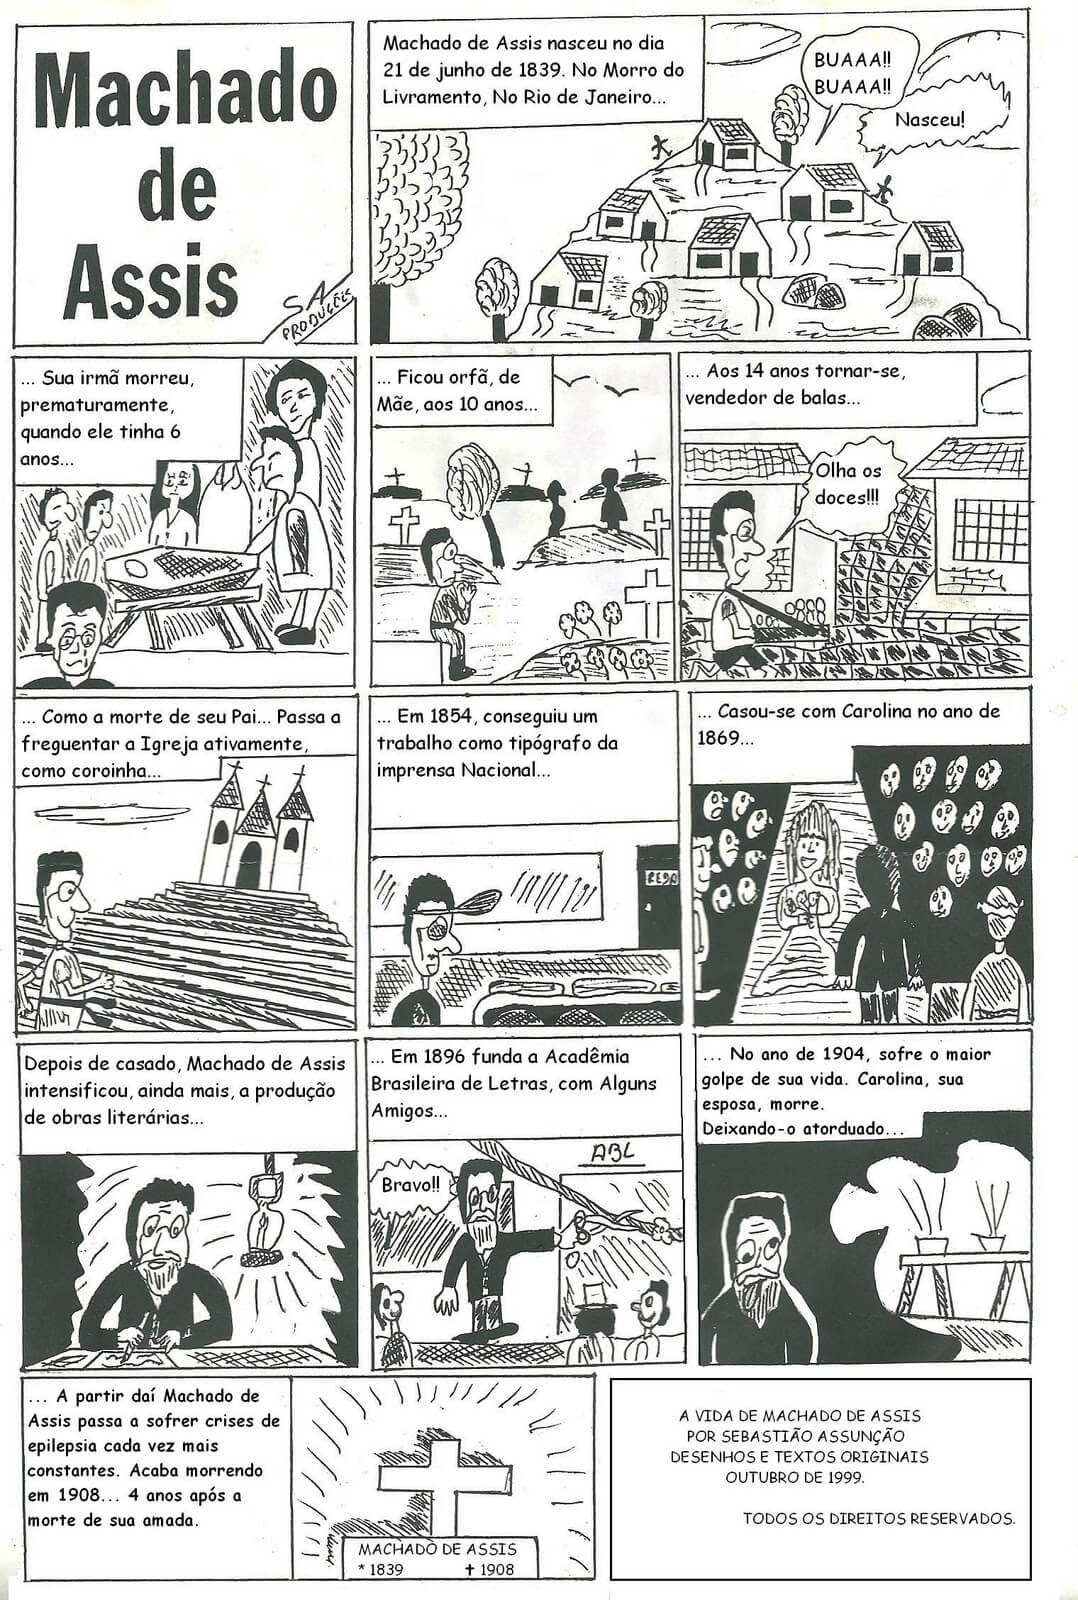 Machado
de
Assis
S.A
PRODUÇÕES
Machado de Assis nasceu no dia
21 de junho de 1839. No Morro do
Livramento, No Rio de Janeiro...
BUAAA!!
BUAAA!!
Nasceu!
... Sua irmã morreu,
prematuramente,
quando ele tinha 6
anos...
... Ficou orfã, de
Mãe, aos 10 anos...
... Aos 14 anos tornar-se,
vendedor de balas...
Olha os
doces!!!
... Como a morte de seu Pai... Passa a
freguentar a Igreja ativamente,
como coroinha...
... Em 1854, conseguiu um
trabalho como tipógrafo da
imprensa Nacional...
... Casou-se com Carolina no ano de
1869...
Depois de casado, Machado de Assis
intensificou, ainda mais, a produção
de obras literárias...
... Em 1896 funda a Acadêmia
Brasileira de Letras, com Alguns
Amigos...
ABL
Bravo!!
... No ano de 1904, sofre o maior
golpe de sua vida. Carolina, sua
esposa, morre.
Deixando-o atorduado...
... A partir daí Machado de
Assis passa a sofrer crises de
epilepsia cada vez mais
constantes. Acaba morrendo
em 1908... 4 anos após a
morte de sua amada.
MACHADO DE ASSIS
* 1839 ✝ 1908
A VIDA DE MACHADO DE ASSIS
POR SEBASTIÃO ASSUNÇÃO
DESENHOS E TEXTOS ORIGINAIS
OUTUBRO DE 1999.
TODOS OS DIREITOS RESERVADOS.